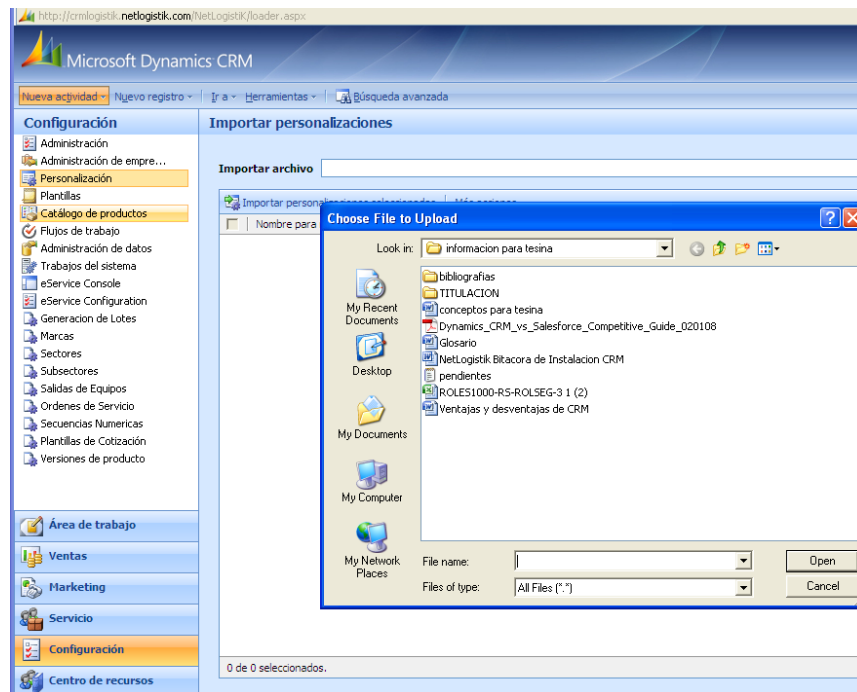 http://crmlogistik.netlogistik.com/NetLogistiK/loader.aspx
Microsoft Dynamics CRM
Nueva actividad Nuevo registro Ir a Herramientas Búsqueda avanzada
Configuración
Administración
Administración de empre...
Personalización
Plantillas
Catálogo de productos
Flujos de trabajo
Administración de datos
Trabajos del sistema
eService Console
eService Configuration
Generacion de Lotes
Marcas
Sectores
Subsectores
Salidas de Equipos
Ordenes de Servicio
Secuencias Numericas
Plantillas de Cotización
Versiones de producto
Área de trabajo
Ventas
Marketing
Servicio
Configuración
Centro de recursos
Importar personalizaciones
Importar archivo
Importar
Nombre para
Choose File to Upload
Look in: informacion para tesina
My Recent
Documents
Desktop
My Documents
My Computer
My Network
Places
bibliografias
TITULACION
conceptos para tesina
Dynamics_CRM_vs_Salesforce_Competitive_Guide_020108
Glosario
NetLogistik Bitacora de Instalacion CRM
pendientes
ROLES1000-RS-ROLSEG-3 1 (2)
Ventajas y desventajas de CRM
File name: Open
Files of type: All Files (*.*) Cancel
0 de 0 seleccionados.